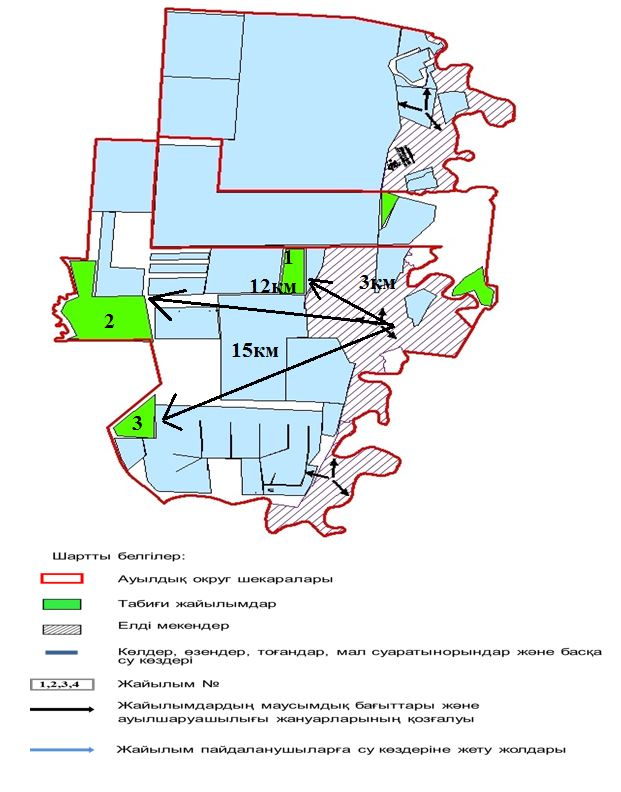 1
12км
3км
2
15км
3
Шартты белгілер:
Ауылдық округ шекаралары
Табиғи жайылымдар
Елді мекендер
Көлдер, өзендер, тоғандар, мал суаратынорындар және басқа
су көздері
1,2,3,4 Жайылым №
Жайылымдардың маусымдық бағыттары және
ауылшаруашылығы жануарларының қозғалуы
Жайылым пайдаланушыларға су көздеріне жету жолдары